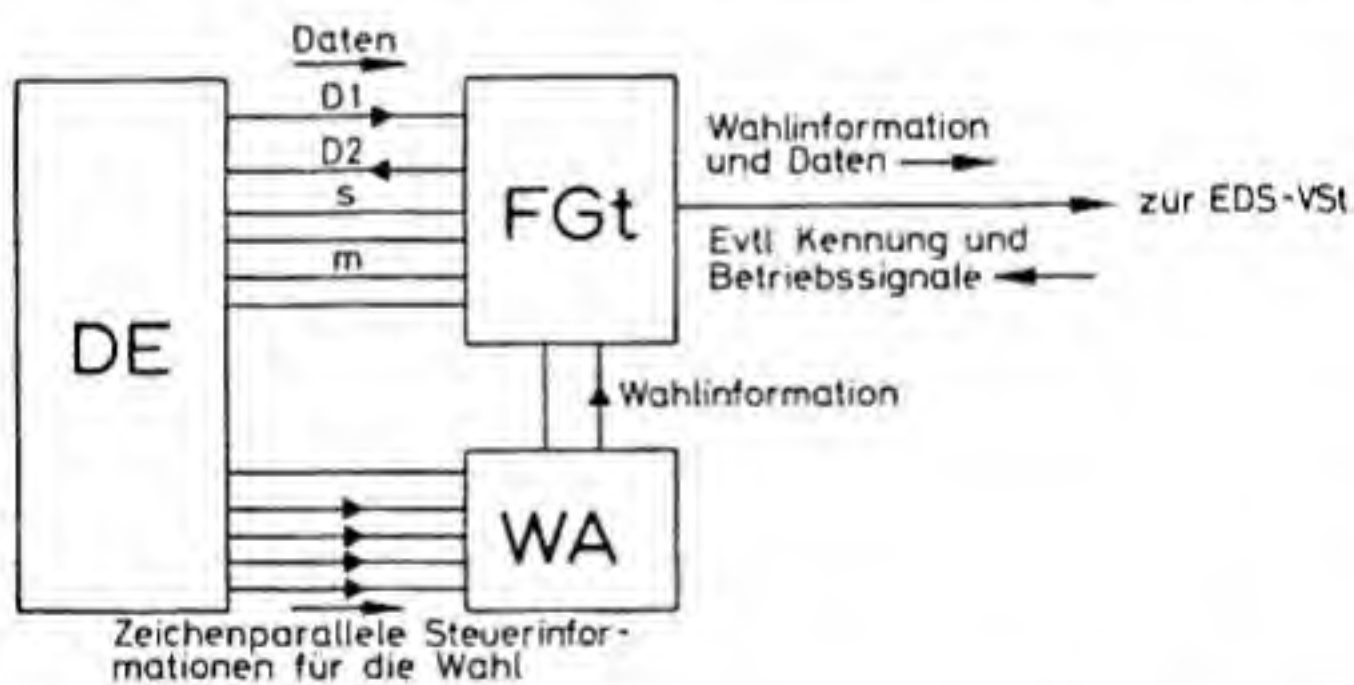 Daten
D1
D2
s
m
DE
FGt
Wahlinformation
und Daten
zur EDS-VSt
Evtl Kennung und
Betriebssignale
Wahlinformation
WA
Zeichenparallele Steuerinfor-
mationen für die Wahl